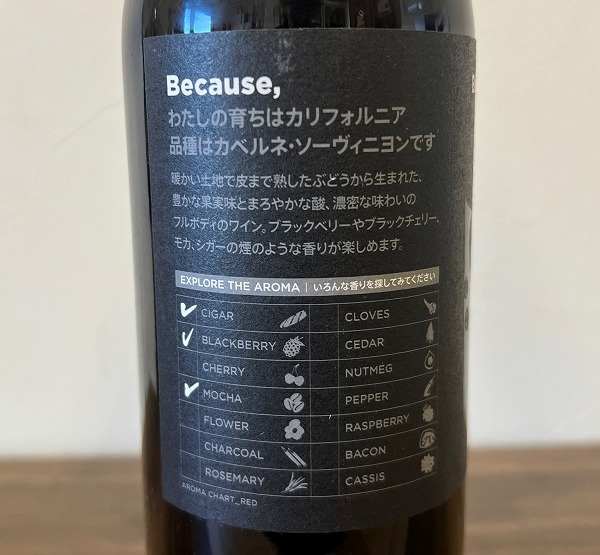 Because,
わたしの育ちはカリフォルニア
品種はカベルネ・ソーヴィニヨンです
暖かい土地で皮まで熟したぶどうから生まれた、
豊かな果実味とまろやかな酸、濃密な味わいの
フルボディのワイン。ブラックベリーやブラックチェリー、
モカ、シガーの煙のような香りが楽しめます。
EXPLORE THE AROMA | いろんな香りを探してみてください
CIGAR
BLACKBERRY
CHERRY
MOCHA
FLOWER
CHARCOAL
ROSEMARY
CLOVES
CEDAR
NUTMEG
PEPPER
RASPBERRY
BACON
CASSIS
AROMA CHART_RED